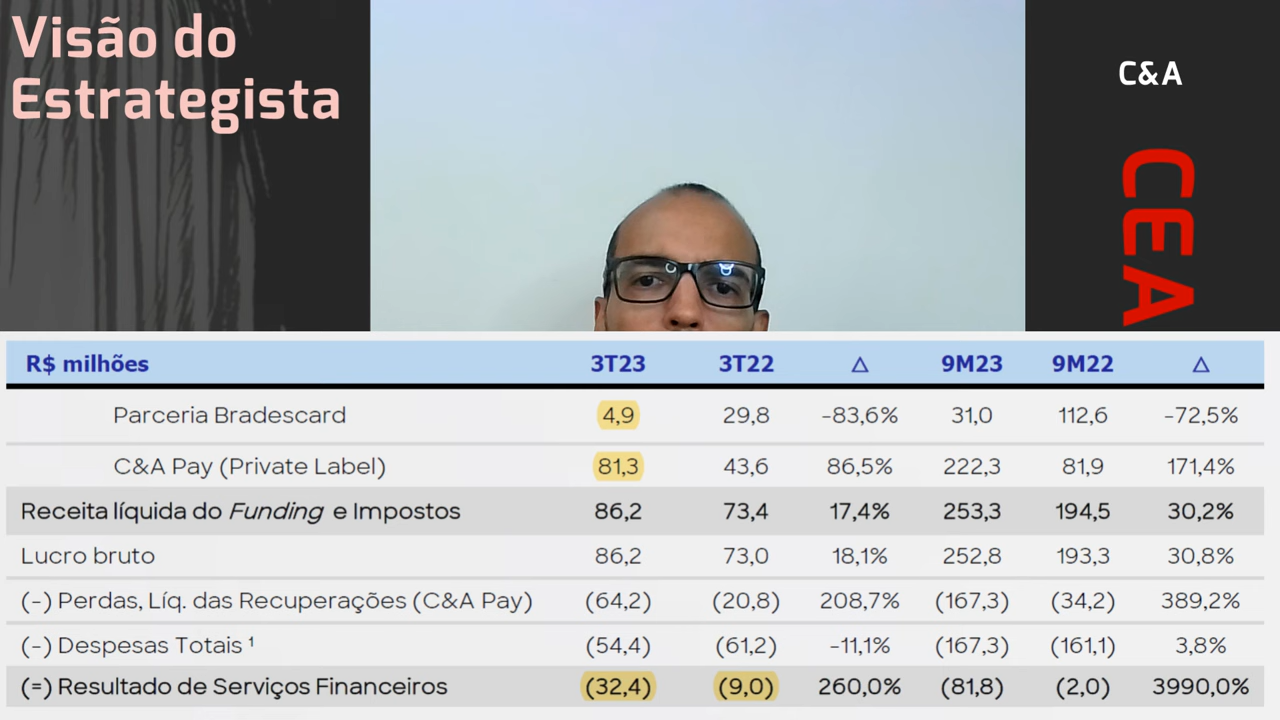 Visão do
Estrategista
C&A
CEA
R$ milhões 3T23 3T22 △ 9M23 9M22 △
Parceria Bradescard 4,9 29,8 -83,6% 31,0 112,6 -72,5%
C&A Pay (Private Label) 81,3 43,6 86,5% 222,3 81,9 171,4%
Receita líquida do Funding e Impostos 86,2 73,4 17,4% 253,3 194,5 30,2%
Lucro bruto 86,2 73,0 18,1% 252,8 193,3 30,8%
(-) Perdas, Líq. das Recuperações (C&A Pay) (64,2) (20,8) 208,7% (167,3) (34,2) 389,2%
(-) Despesas Totais ¹ (54,4) (61,2) -11,1% (167,3) (161,1) 3,8%
(=) Resultado de Serviços Financeiros (32,4) (9,0) 260,0% (81,8) (2,0) 3990,0%